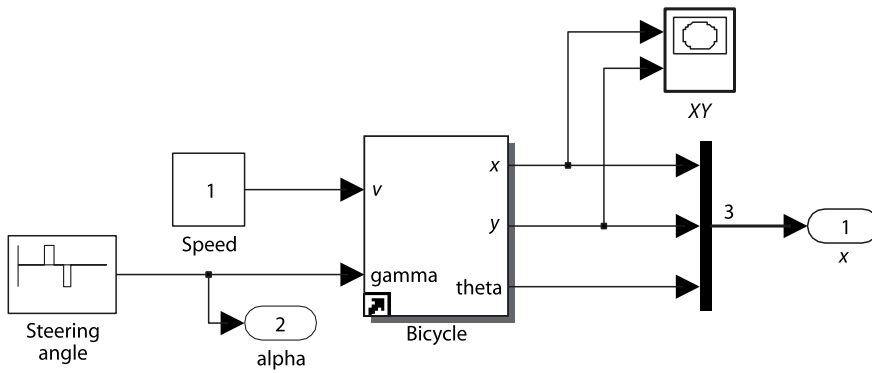 XY
x
1
v
y
3
1
Speed
x
gamma
theta
Steering
angle
2
Bicycle
alpha